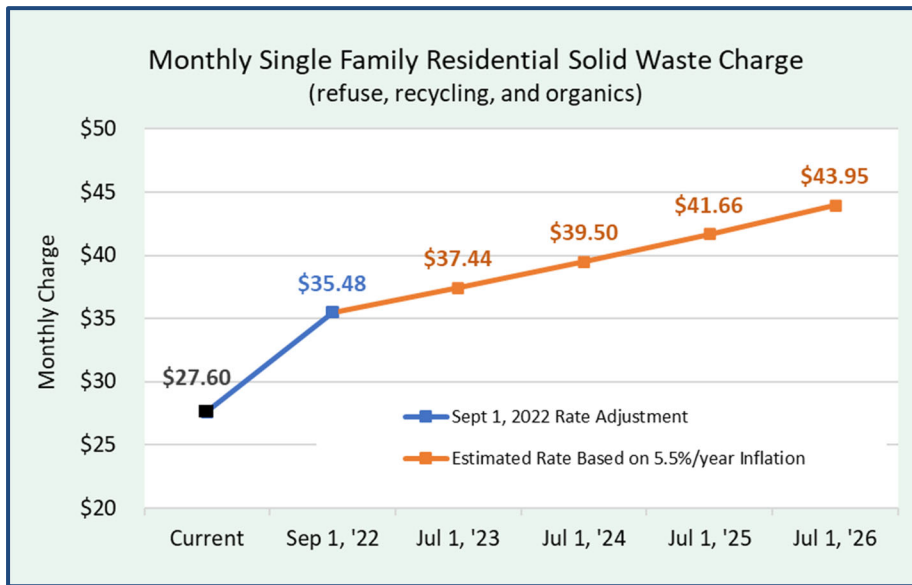 Monthly Single Family Residential Solid Waste Charge
(refuse, recycling, and organics)
Monthly Charge
$50
$45
$40
$35
$30
$25
$20
$27.60
$35.48
$37.44
$39.50
$41.66
$43.95
Sept 1, 2022 Rate Adjustment
Estimated Rate Based on 5.5%/year Inflation
Current Sep 1, '22 Jul 1, '23 Jul 1, '24 Jul 1, '25 Jul 1, '26